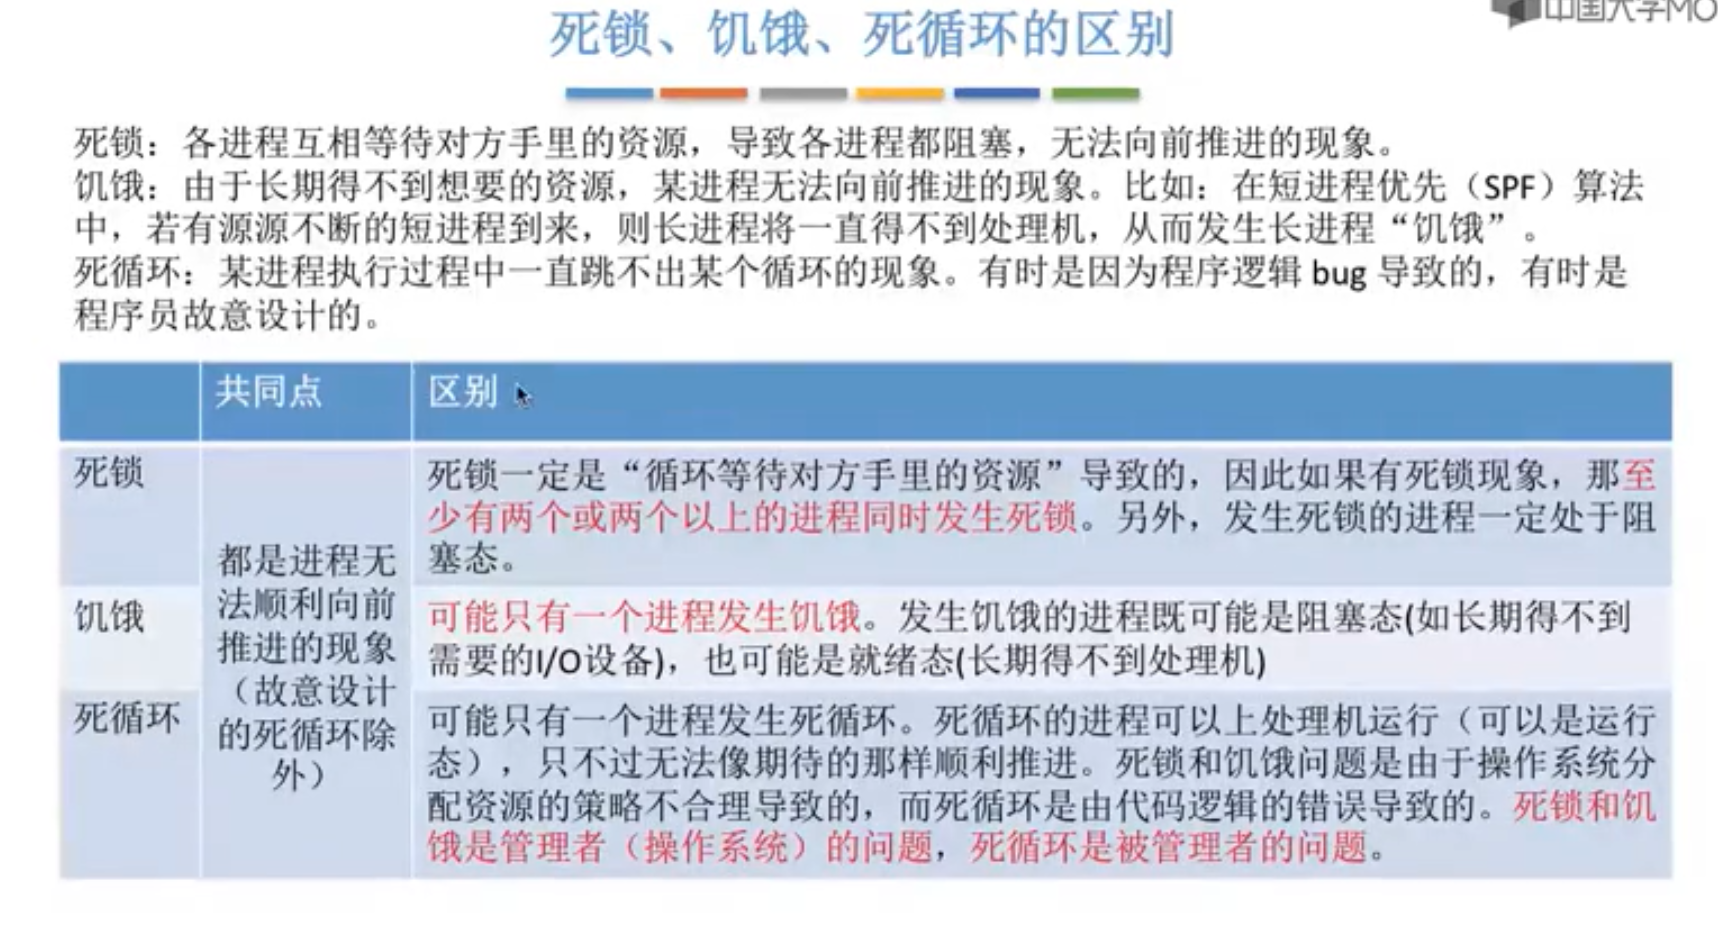 死锁、饥饿、死循环的区别
中国大学MO
死锁：各进程互相等待对方手里的资源，导致各进程都阻塞，无法向前推进的现象。
饥饿：由于长期得不到想要的资源，某进程无法向前推进的现象。比如：在短进程优先（SPF）算法
中，若有源源不断的短进程到来，则长进程将一直得不到处理机，从而发生长进程“饥饿”。
死循环：某进程执行过程中一直跳不出某个循环的现象。有时是因为程序逻辑 bug 导致的，有时是
程序员故意设计的。
共同点
区别
死锁
都是进程无
法顺利向前
推进的现象
（故意设计
的死循环除
外）
死锁一定是“循环等待对方手里的资源”导致的，因此如果有死锁现象，那至
少有两个或两个以上的进程同时发生死锁。另外，发生死锁的进程一定处于阻
塞态。
饥饿
可能只有一个进程发生饥饿。发生饥饿的进程既可能是阻塞态(如长期得不到
需要的I/O设备)，也可能是就绪态(长期得不到处理机)
死循环
可能只有一个进程发生死循环。死循环的进程可以上处理机运行（可以是运行
态），只不过无法像期待的那样顺利推进。死锁和饥饿问题是由于操作系统分
配资源的策略不合理导致的，而死循环是由代码逻辑的错误导致的。死锁和饥
饿是管理者（操作系统）的问题，死循环是被管理者的问题。